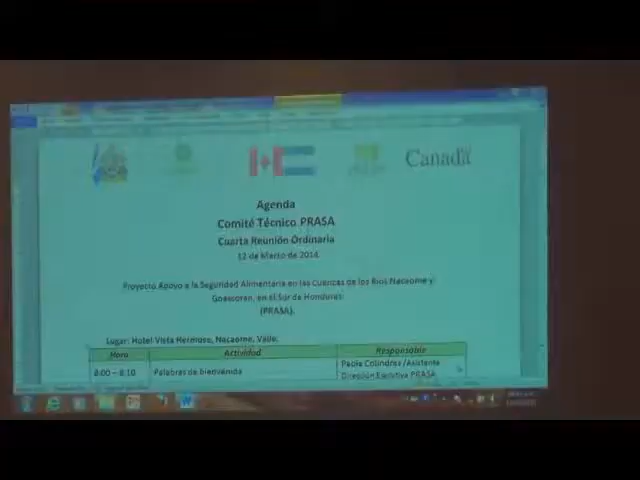 Canada
Agenda
Comité Técnico PRASA
Cuarta Reunión Ordinaria
12 de Marzo de 2014
Proyecto Apoyo a la Seguridad Alimentaria en las Cuencas de los Ríos Nacaome y
Goascoran, en el Sur de Honduras
(PRASA).
Lugar: Hotel Vista Hermosa, Nacaome, Valle.
Hora Actividad Responsable
8:00 – 8:10 Palabras de bienvenida Paola Colindres /Asistente
Dirección Ejecutiva PRASA